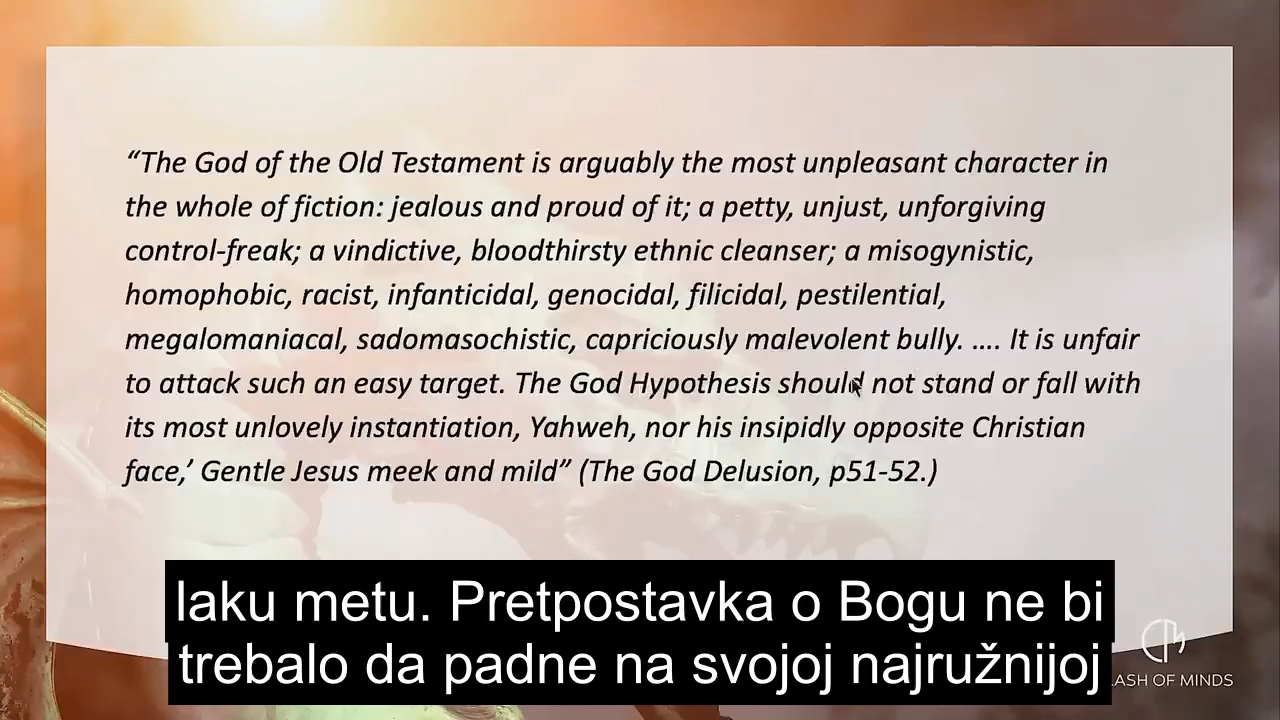 “The God of the Old Testament is arguably the most unpleasant character in
the whole of fiction: jealous and proud of it; a petty, unjust, unforgiving
control-freak; a vindictive, bloodthirsty ethnic cleanser; a misogynistic,
homophobic, racist, infanticidal, genocidal, filicidal, pestilential,
megalomaniacal, sadomasochistic, capriciously malevolent bully. …. It is unfair
to attack such an easy target. The God Hypothesis should not stand or fall with
its most unlovely instantiation, Yahweh, nor his insipidly opposite Christian
face,’ Gentle Jesus meek and mild” (The God Delusion, p51-52.)
laku metu. Pretpostavka o Bogu ne bi
trebalo da padne na svojoj najružnijoj
LASH OF MINDS